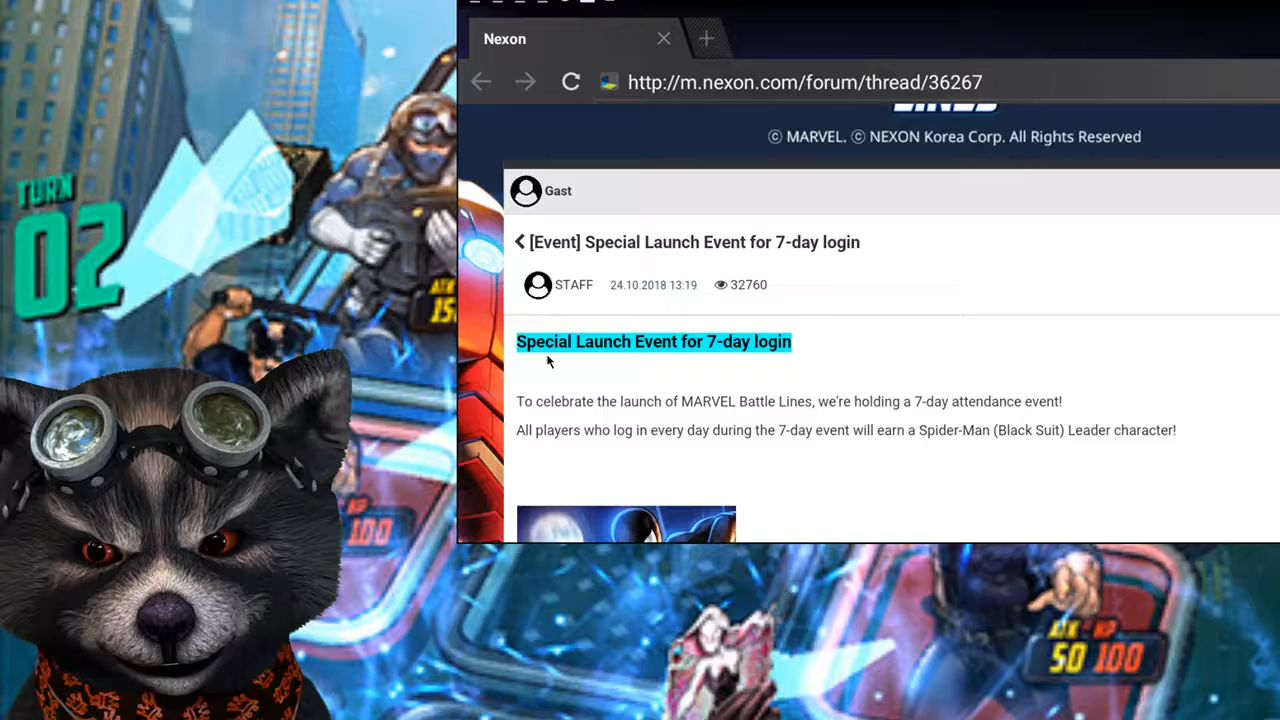 Nexon
http://m.nexon.com/forum/thread/36267
LINES
Ⓒ MARVEL. Ⓒ NEXON Korea Corp. All Rights Reserved
Gast
[Event] Special Launch Event for 7-day login
STAFF 24.10.2018 13:19 32760
Special Launch Event for 7-day login
To celebrate the launch of MARVEL Battle Lines, we're holding a 7-day attendance event!
All players who log in every day during the 7-day event will earn a Spider-Man (Black Suit) Leader character!
TURN
02
HP
100
ATK HP
50 100